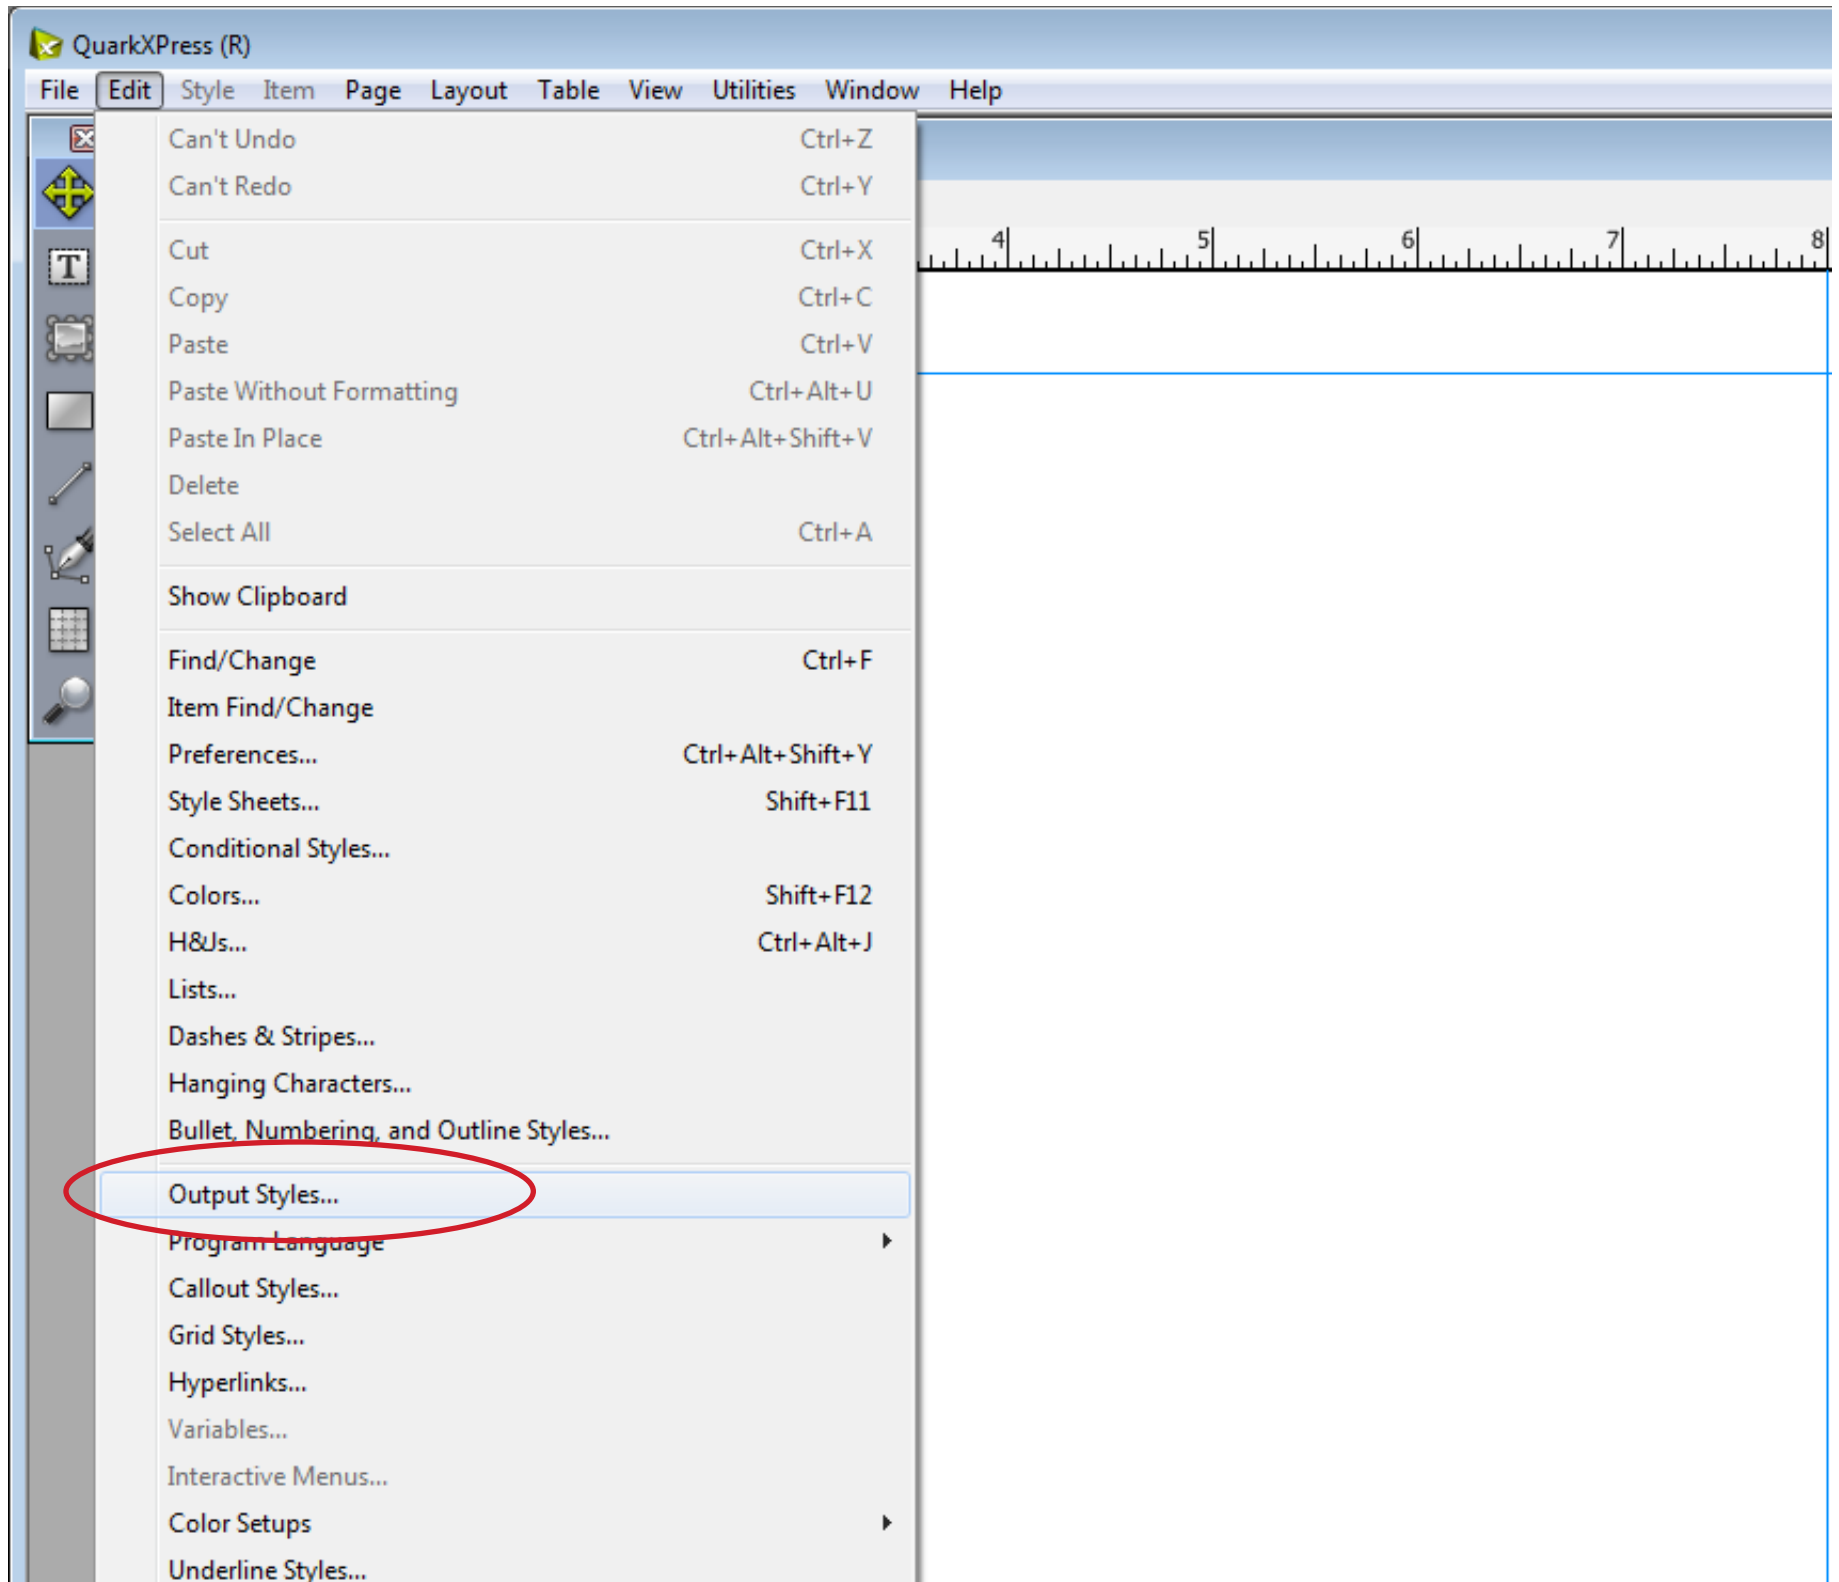 QuarkXPress (R)
File Edit Style Item Page Layout Table View Utilities Window Help
Can't Undo Ctrl+Z
Can't Redo Ctrl+Y
4 5 6 7 8
Cut Ctrl+X
T
Copy Ctrl+C
Paste Ctrl+V
Paste Without Formatting Ctrl+Alt+U
Paste In Place Ctrl+Alt+Shift+V
Delete
Select All Ctrl+A
Show Clipboard
Find/Change Ctrl+F
Item Find/Change
Preferences... Ctrl+Alt+Shift+Y
Style Sheets... Shift+F11
Conditional Styles...
Colors... Shift+F12
H&Js... Ctrl+Alt+J
Lists...
Dashes & Stripes...
Hanging Characters...
Bullet, Numbering, and Outline Styles...
Output Styles...
Program Language
Callout Styles...
Grid Styles...
Hyperlinks...
Variables...
Interactive Menus...
Color Setups
Underline Styles...